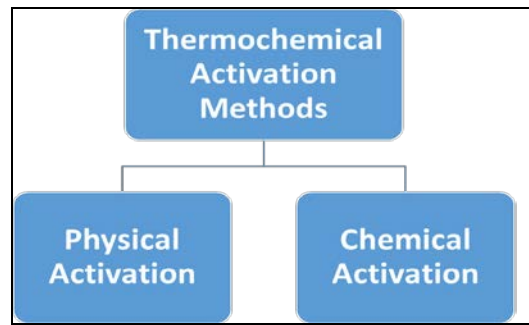 Thermochemical
Activation
Methods
Physical
Activation
Chemical
Activation